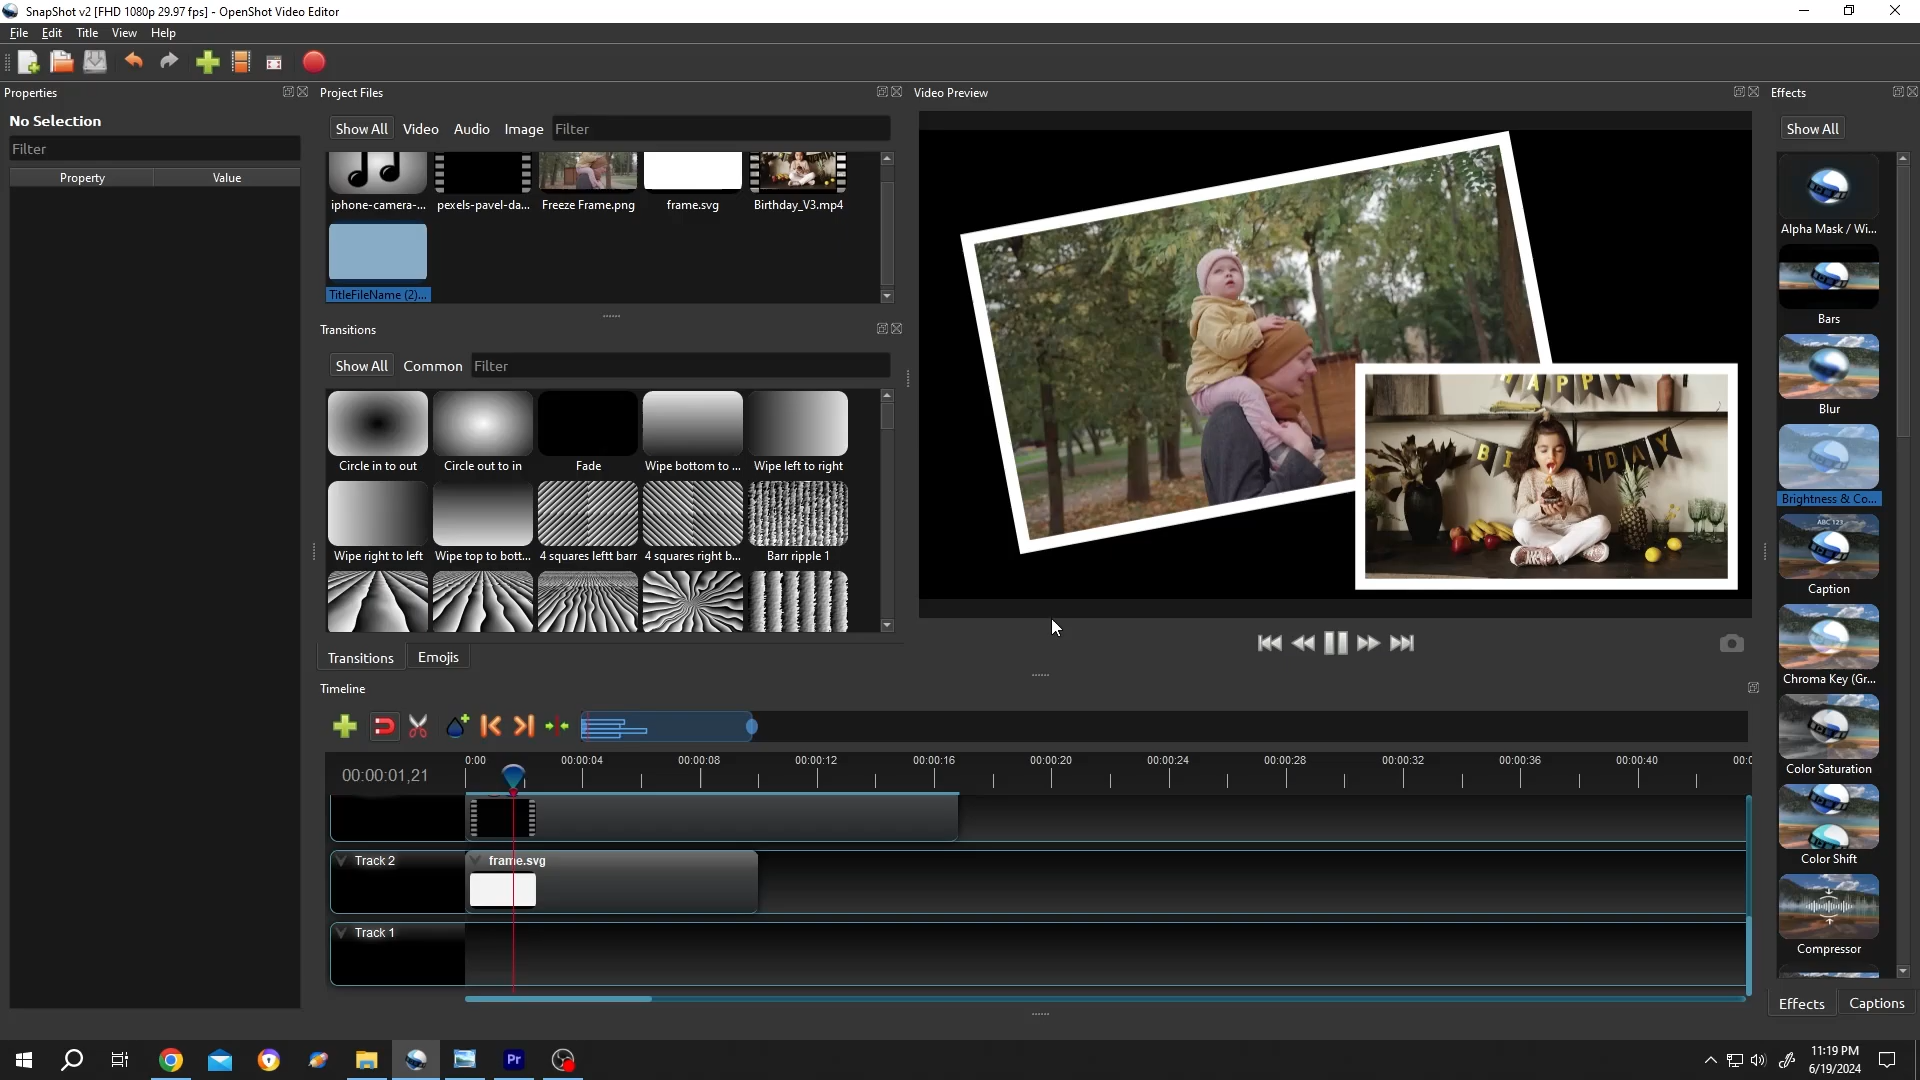 SnapShot v2 [FHD 1080p 29.97 fps] - OpenShot Video Editor
File Edit Title View Help
Properties
No Selection
Filter
Property Value
Project Files
Show All Video Audio Image Filter
iphone-camera-... pexels-pavel-da... Freeze Frame.png frame.svg Birthday_V3.mp4
TitleFileName (2)...
Transitions
Show All Common Filter
Circle in to out Circle out to in Fade Wipe bottom to ... Wipe left to right
Wipe right to left Wipe top to bott... 4 squares leftt barr 4 squares right b... Barr ripple 1
Transitions Emojis
Video Preview
HAPPY
BI DAY
Effects
Show All
Alpha Mask / Wi...
Bars
Blur
Brightness & Co...
ABC 123
Caption
Chroma Key (Gr...
Color Saturation
Color Shift
Compressor
Effects Captions
Timeline
00:00:01,21
0:00 00:00:04 00:00:08 00:00:12 00:00:16 00:00:20 00:00:24 00:00:28 00:00:32 00:00:36 00:00:40 00:0
Track 2 frame.svg
Track 1
Pr
11:19 PM
6/19/2024